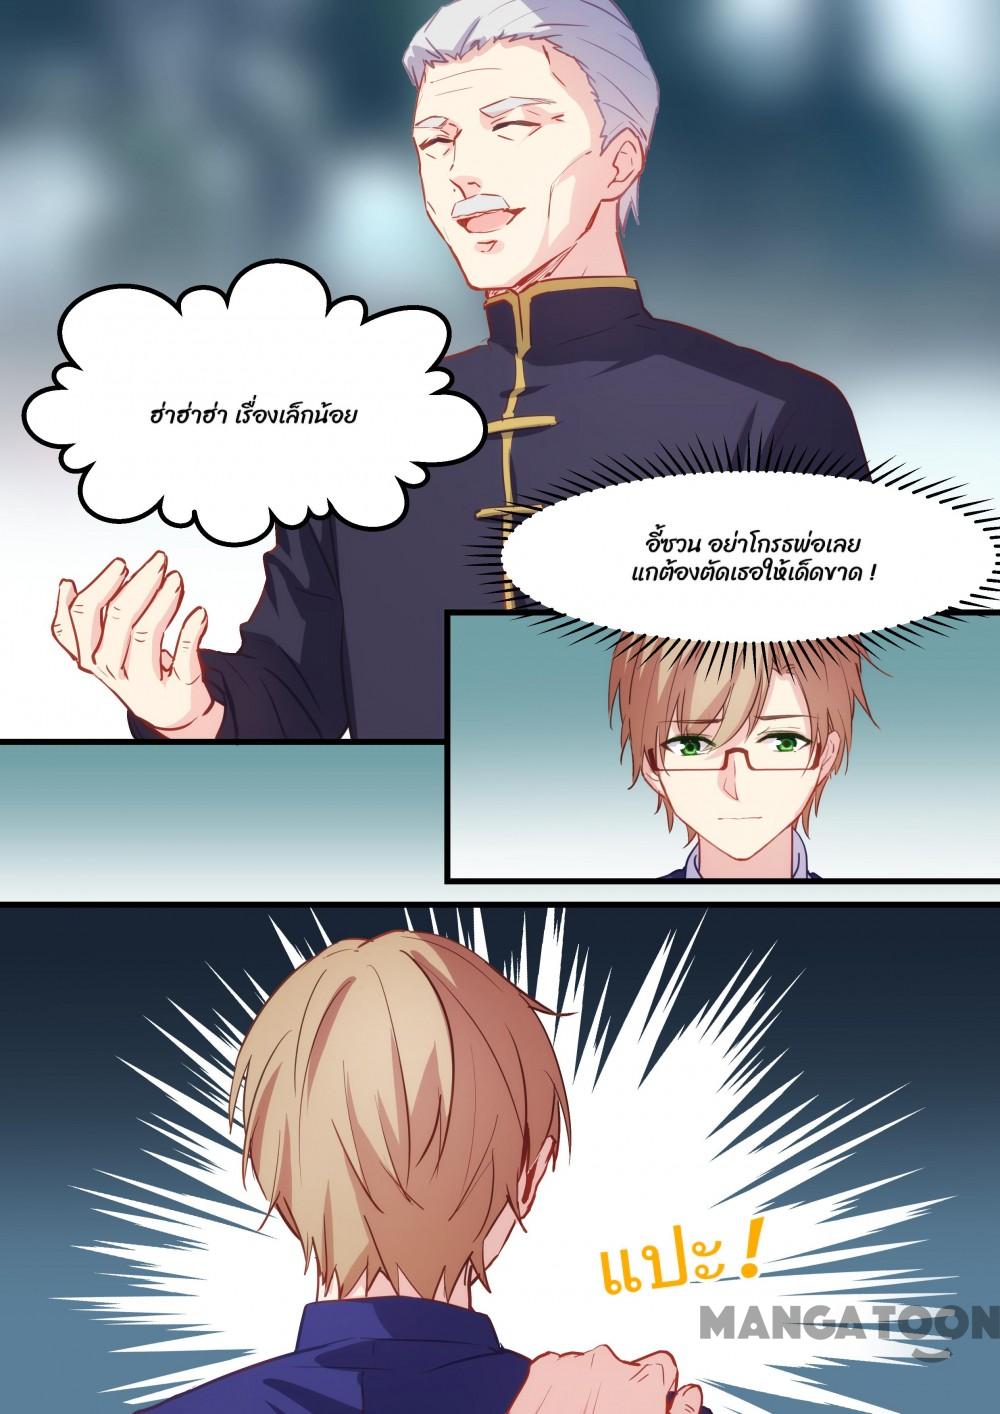 ฮ่าฮ่าฮ่า เรื่องเล็กน้อย
อี้ซวน อย่าโกรธพ่อเลย
แกต้องตัดเธอให้เด็ดขาด !
แปะ !
MANGATOON